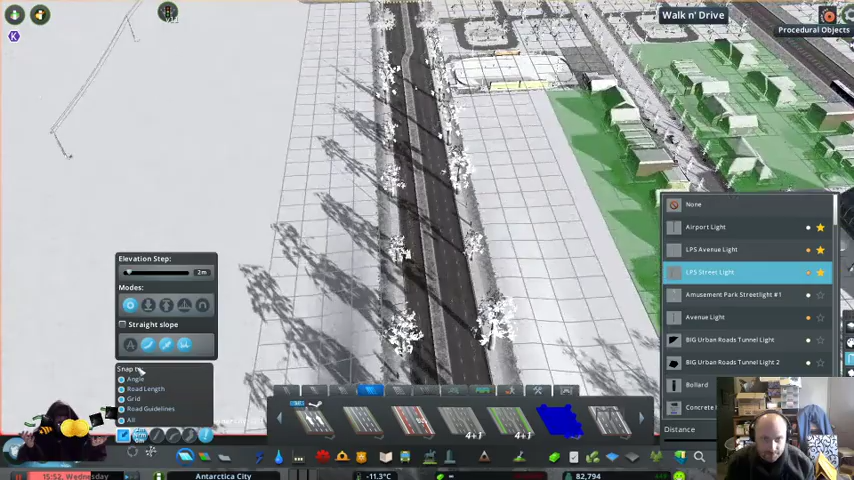 Walk n' Drive
Procedural Objects
K
None
Airport Light
LPS Avenue Light
LPS Street Light
Amusement Park Streetlight #1
Avenue Light
BIG Urban Roads Tunnel Light
BIG Urban Roads Tunnel Light 2
Bollard
Concrete
Distance
Elevation Step:
2m
Modes:
Straight slope
Snap to:
Angle
Road Length
Grid
Road Guidelines
All
4+1
4+1
15:52, Wednesday
Antarctica City
-11.3°C
82,794